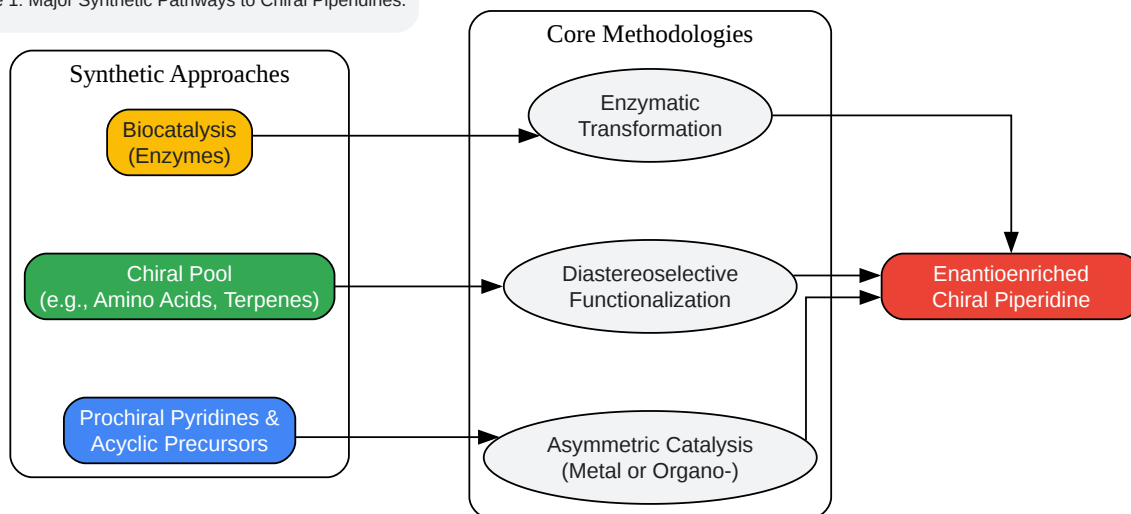 1. Major Synthetic Pathways to Chiral Piperidines.
Synthetic Approaches
Biocatalysis
(Enzymes)
Chiral Pool
(e.g., Amino Acids, Terpenes)
Prochiral Pyridines &
Acyclic Precursors
Core Methodologies
Enzymatic
Transformation
Diastereoselective
Functionalization
Asymmetric Catalysis
(Metal or Organo-)
Enantioenriched
Chiral Piperidine